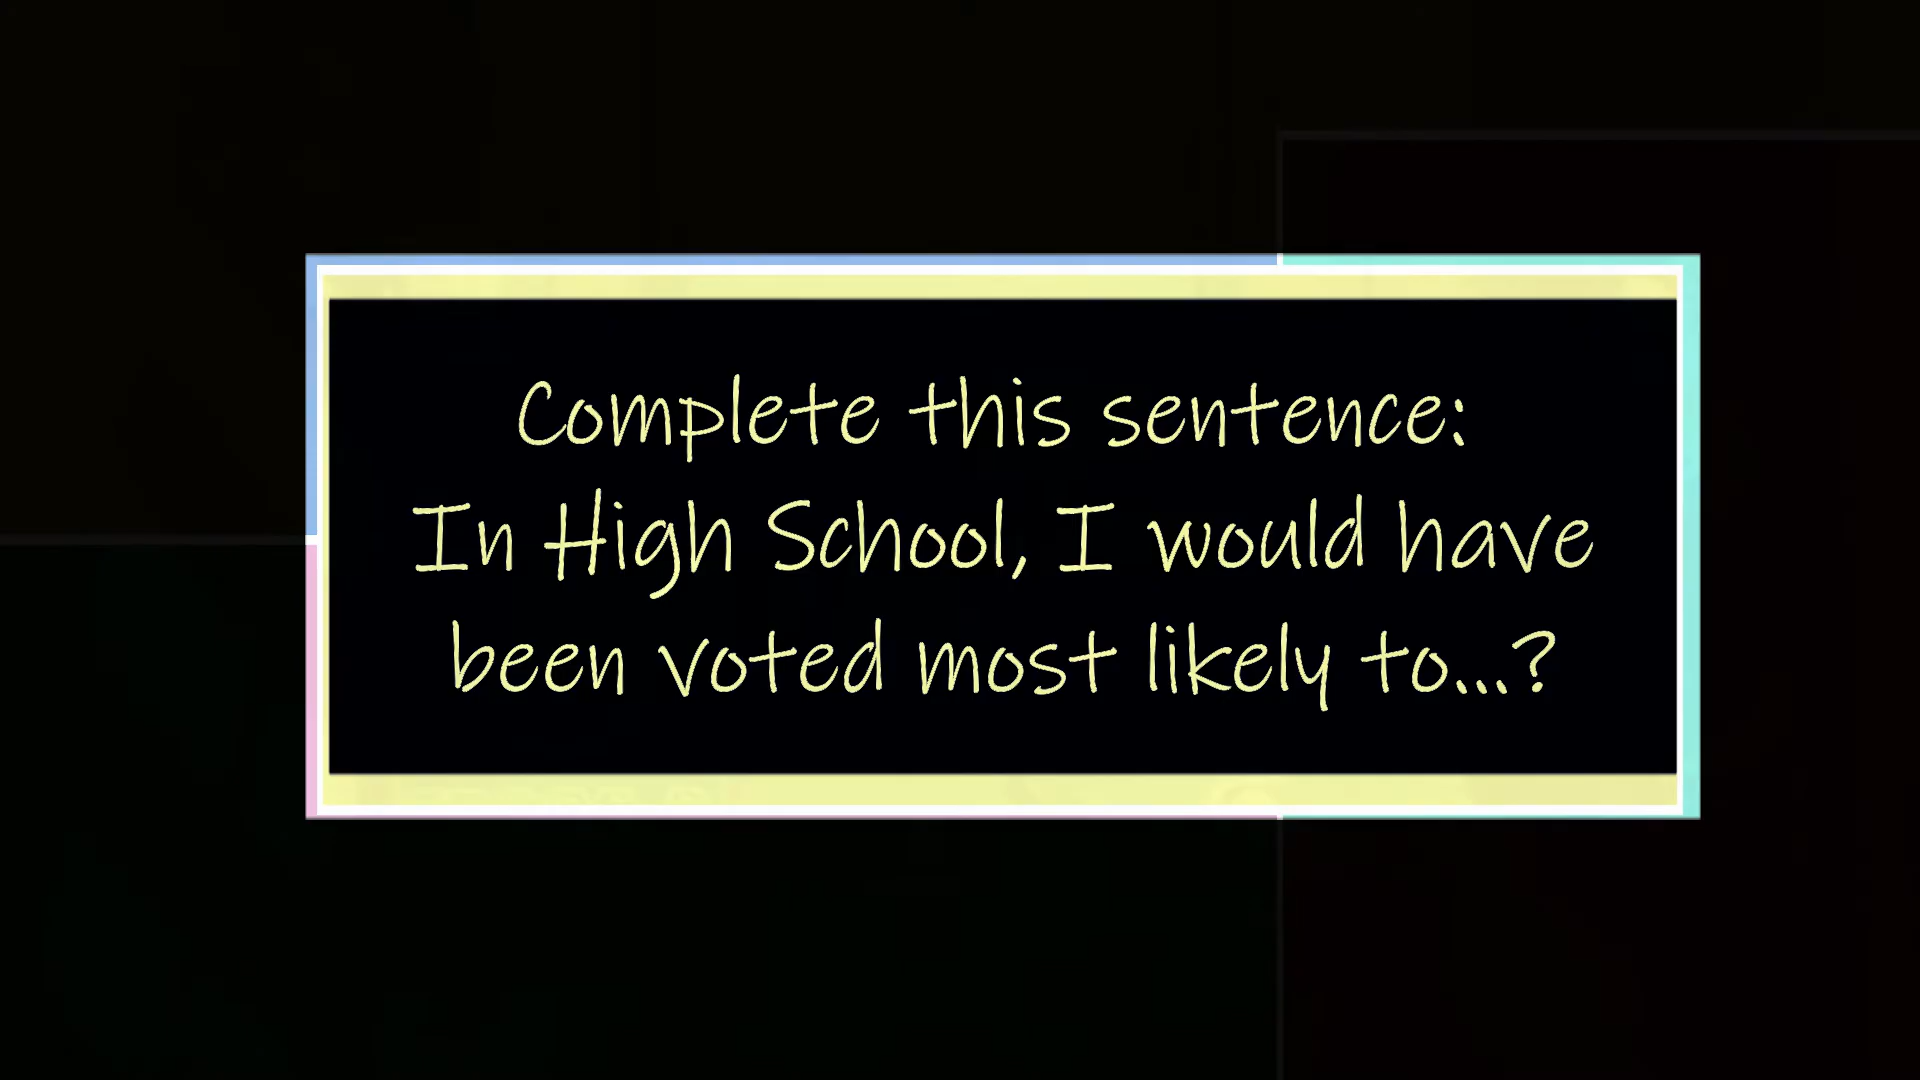 Complete this sentence:
In High School, I would have
been voted most likely to...?